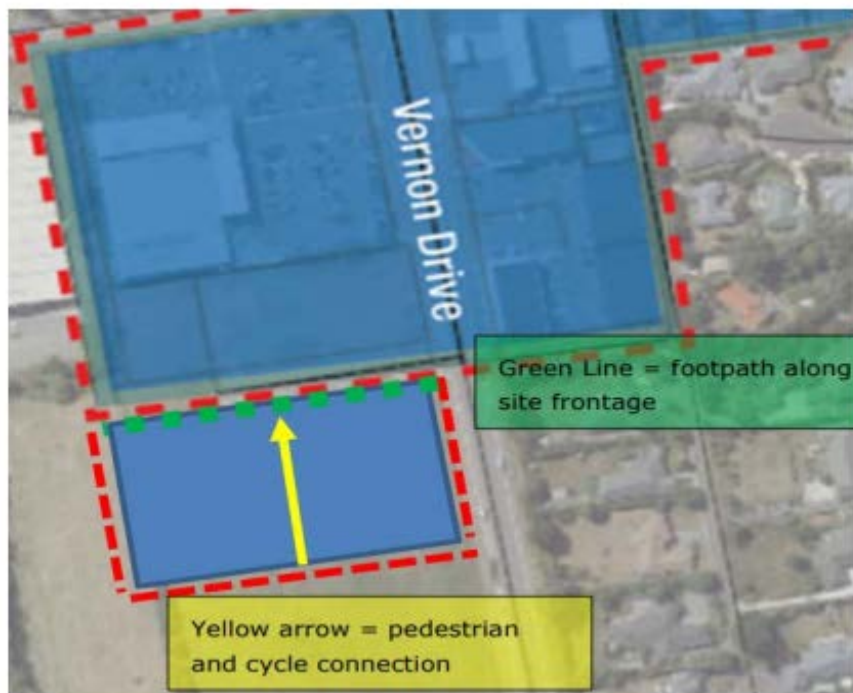 Vernon Drive
Green Line = footpath along
site frontage
Yellow arrow = pedestrian
and cycle connection